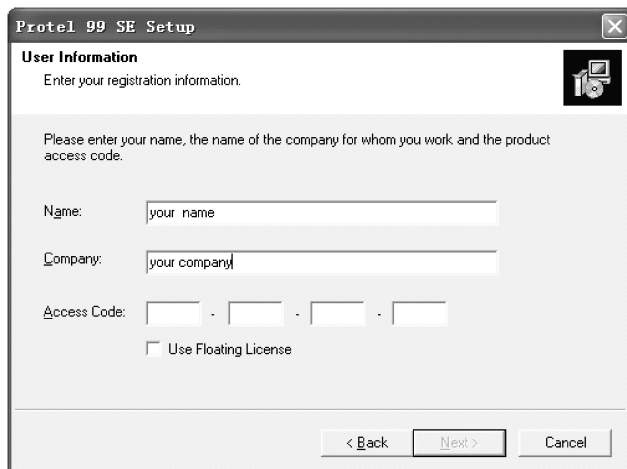 Protel 99 SE Setup
User Information
Enter your registration information.
Please enter your name, the name of the company for whom you work and the product
access code.
Name: your name
Company: your company
Access Code: - - -
Use Floating License
< Back Next > Cancel